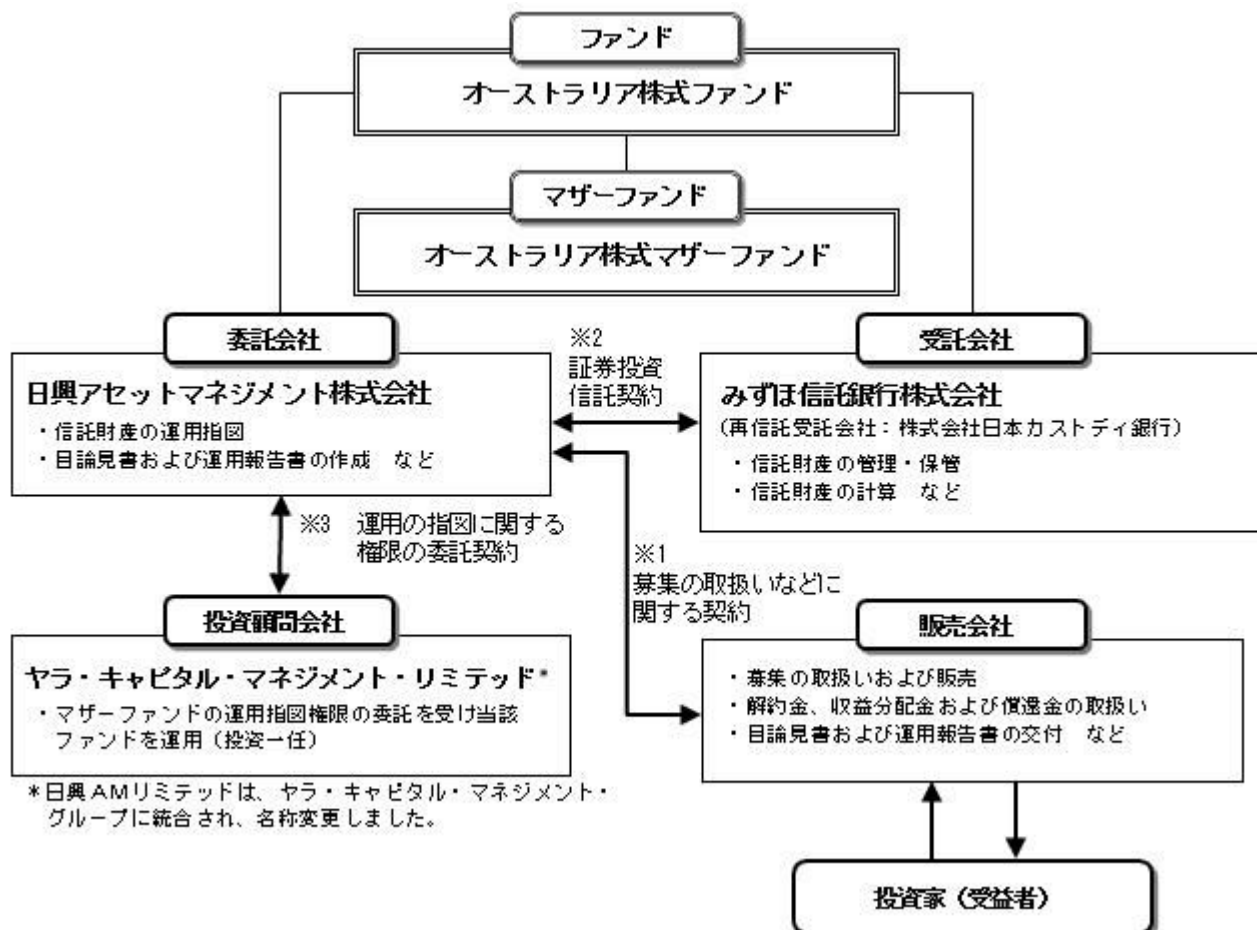 ファンド
オーストラリア株式ファンド
マザーファンド
オーストラリア株式マザーファンド
委託会社
日興アセットマネジメント株式会社
・信託財産の運用指図
・目論見書および運用報告書の作成　など
※2
証券投資
信託契約
受託会社
みずほ信託銀行株式会社
(再信託受託会社：株式会社日本カストディ銀行)
・信託財産の管理・保管
・信託財産の計算　など
※3　運用の指図に関する
権限の委託契約
※1
募集の取扱いなどに
関する契約
投資顧問会社
ヤラ・キャピタル・マネジメント・リミテッド*
・マザーファンドの運用指図権限の委託を受け当該
ファンドを運用（投資一任）
*日興AMリミテッドは、ヤラ・キャピタル・マネジメント・
グループに統合され、名称変更しました。
販売会社
・募集の取扱いおよび販売
・解約金、収益分配金および償還金の取扱い
・目論見書および運用報告書の交付　など
投資家（受益者）